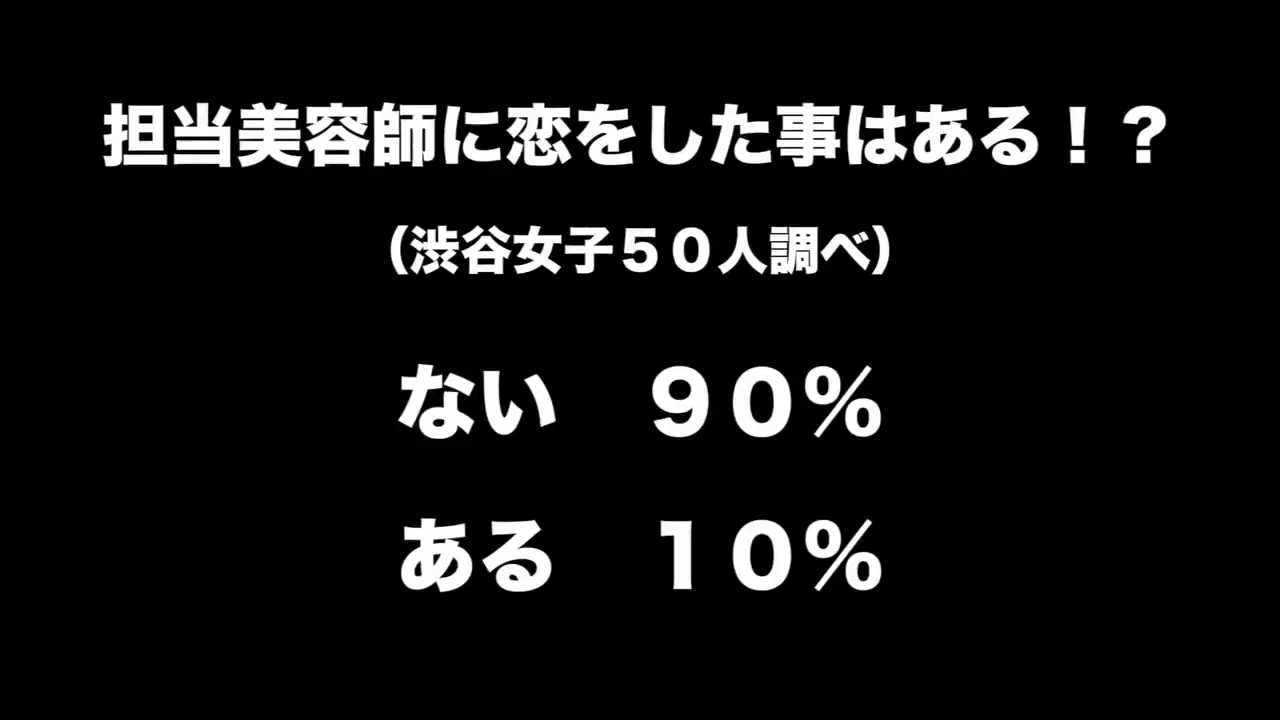 担当美容師に恋をした事はある！？
（渋谷女子５０人調べ）
ない　９０％
ある　１０％